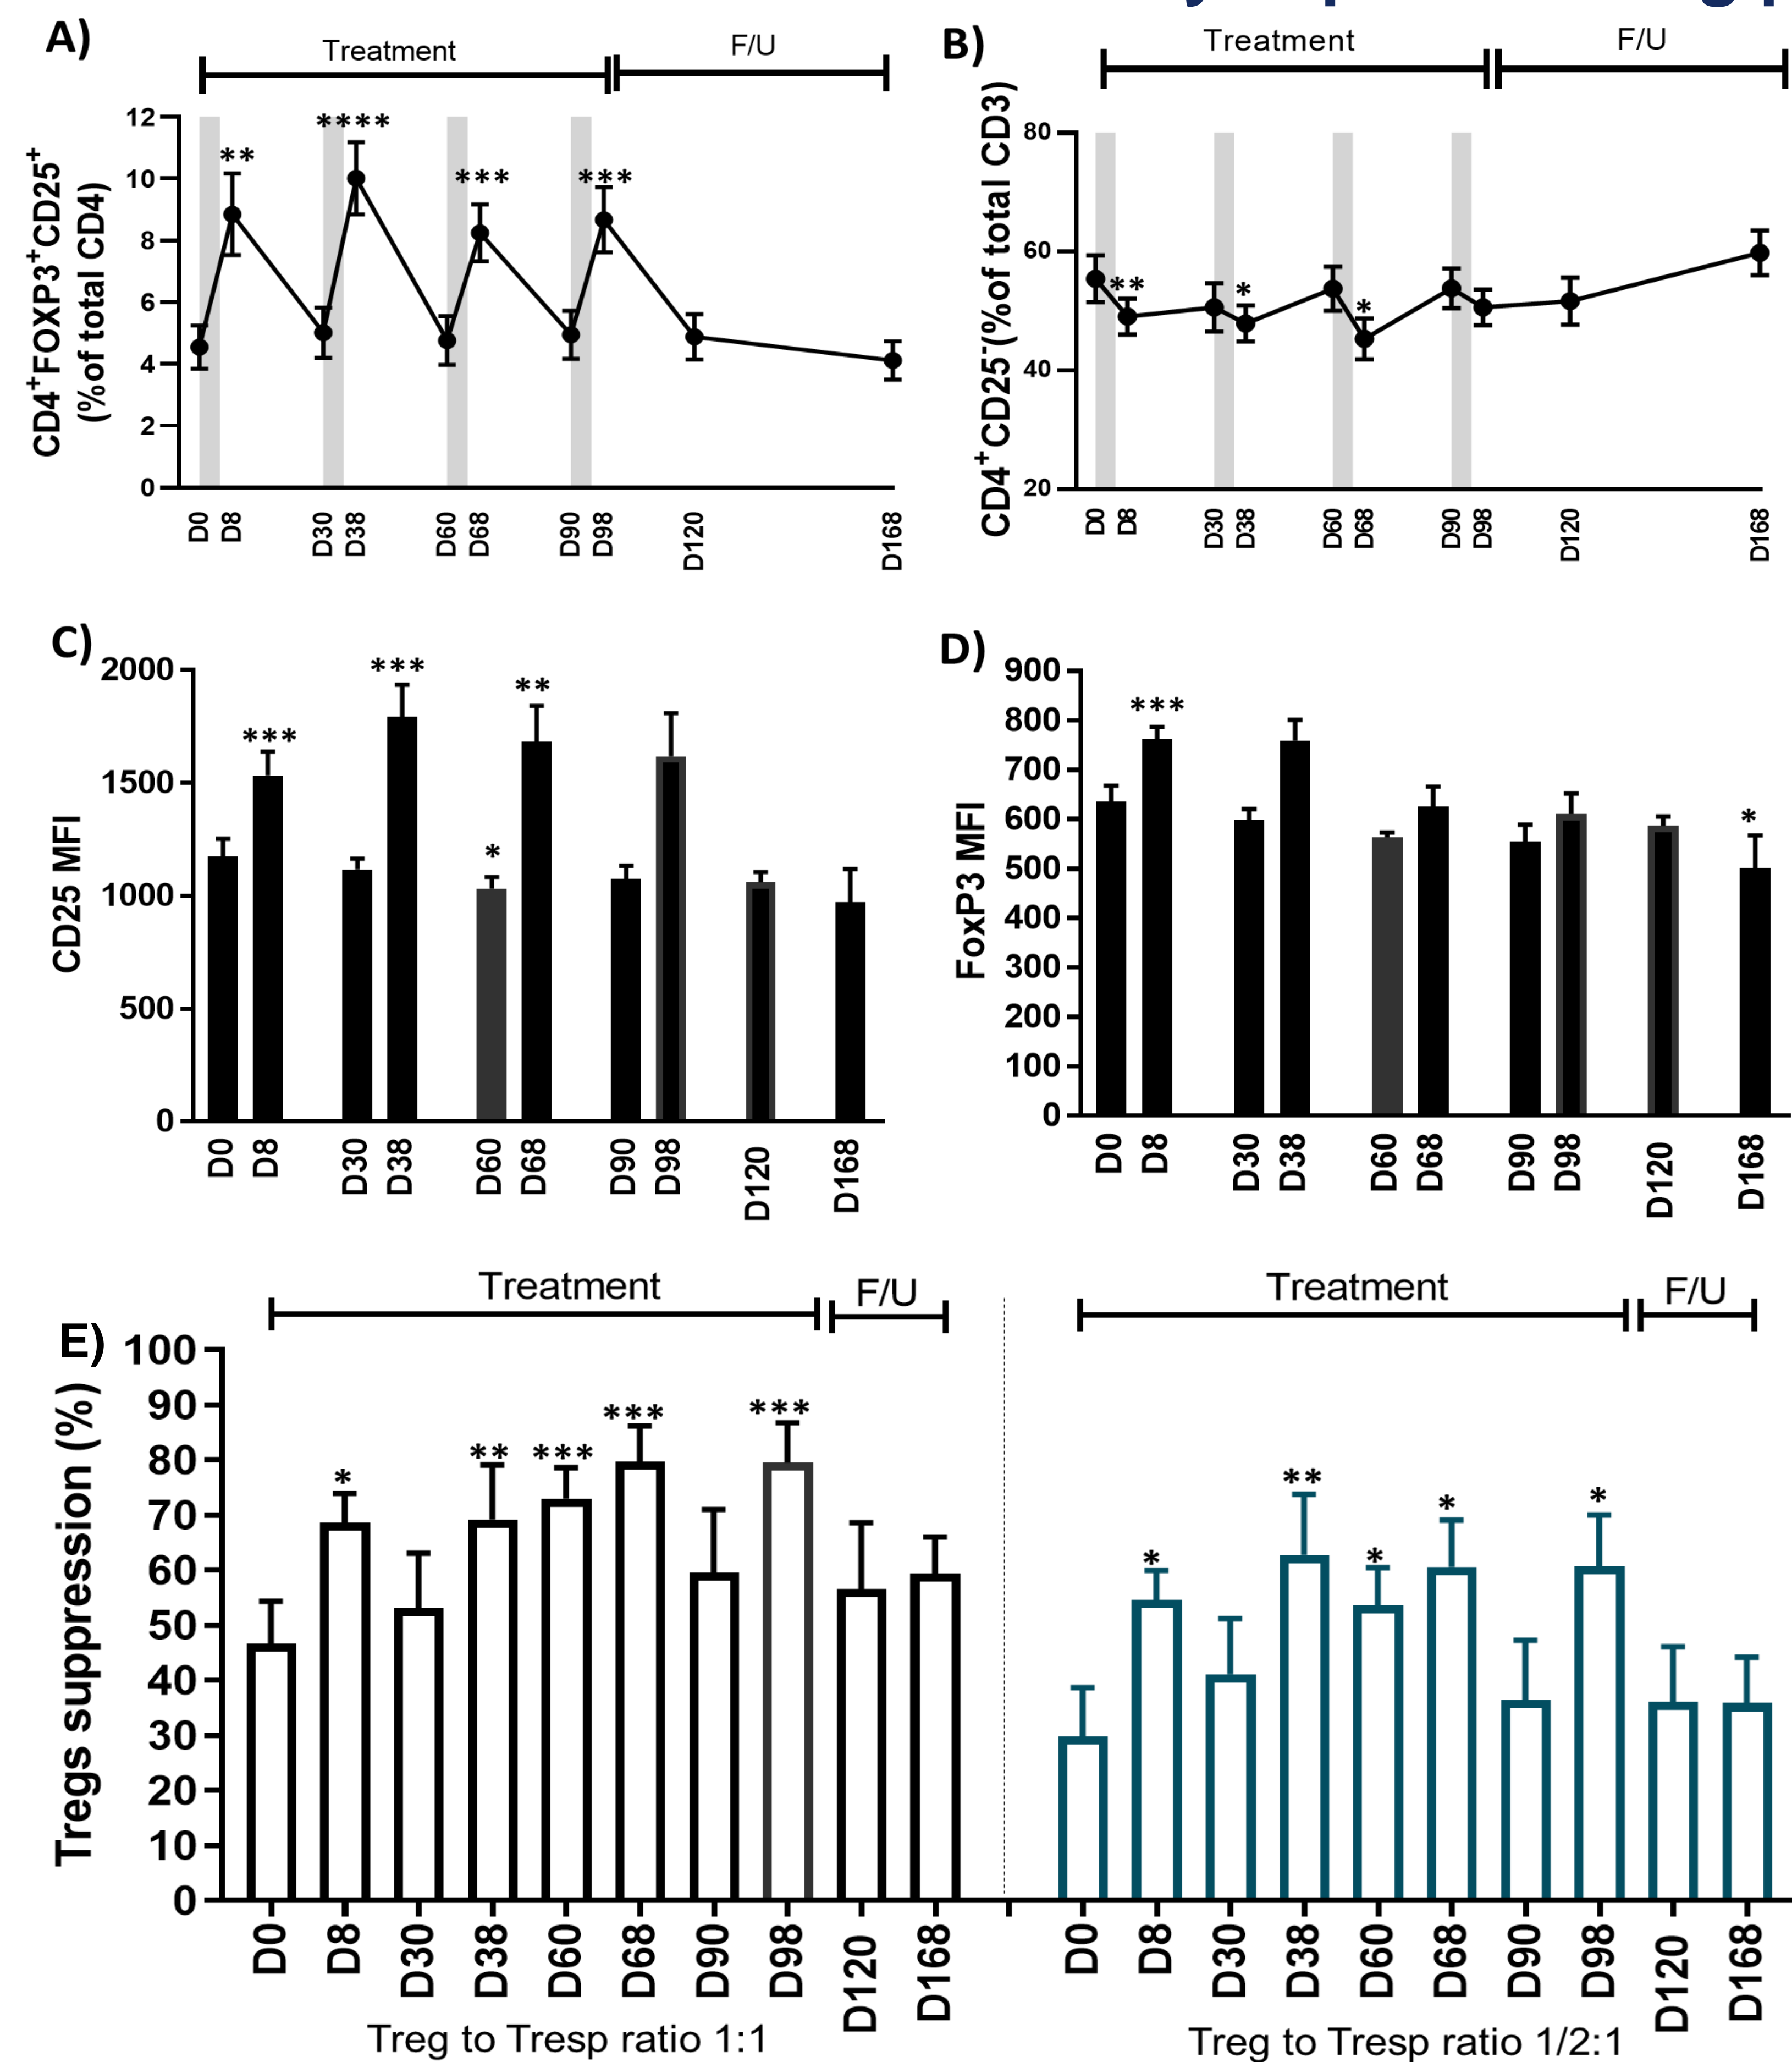 A)
Treatment
F/U
CD4+FOXP3+CD25+
(%of total CD4)
12
10
8
6
4
2
0
**
****
***
***
D0
D8
D30
D38
D60
D68
D90
D98
D120
D168
B)
Treatment
F/U
CD4+CD25-(%of total CD3)
80
60
40
20
**
*
*
D0
D8
D30
D38
D60
D68
D90
D98
D120
D168
C)
CD25 MFI
2000
1500
1000
500
0
***
***
*
**
D0
D8
D30
D38
D60
D68
D90
D98
D120
D168
D)
FoxP3 MFI
900
800
700
600
500
400
300
200
100
0
***
*
D0
D8
D30
D38
D60
D68
D90
D98
D120
D168
E)
Treatment
F/U
Tregs suppression (%)
100
90
80
70
60
50
40
30
20
10
0
*
**
***
***
***
D0
D8
D30
D38
D60
D68
D90
D98
D120
D168
Treg to Tresp ratio 1:1
Treatment
F/U
*
**
*
*
*
D0
D8
D30
D38
D60
D68
D90
D98
D120
D168
Treg to Tresp ratio 1/2:1